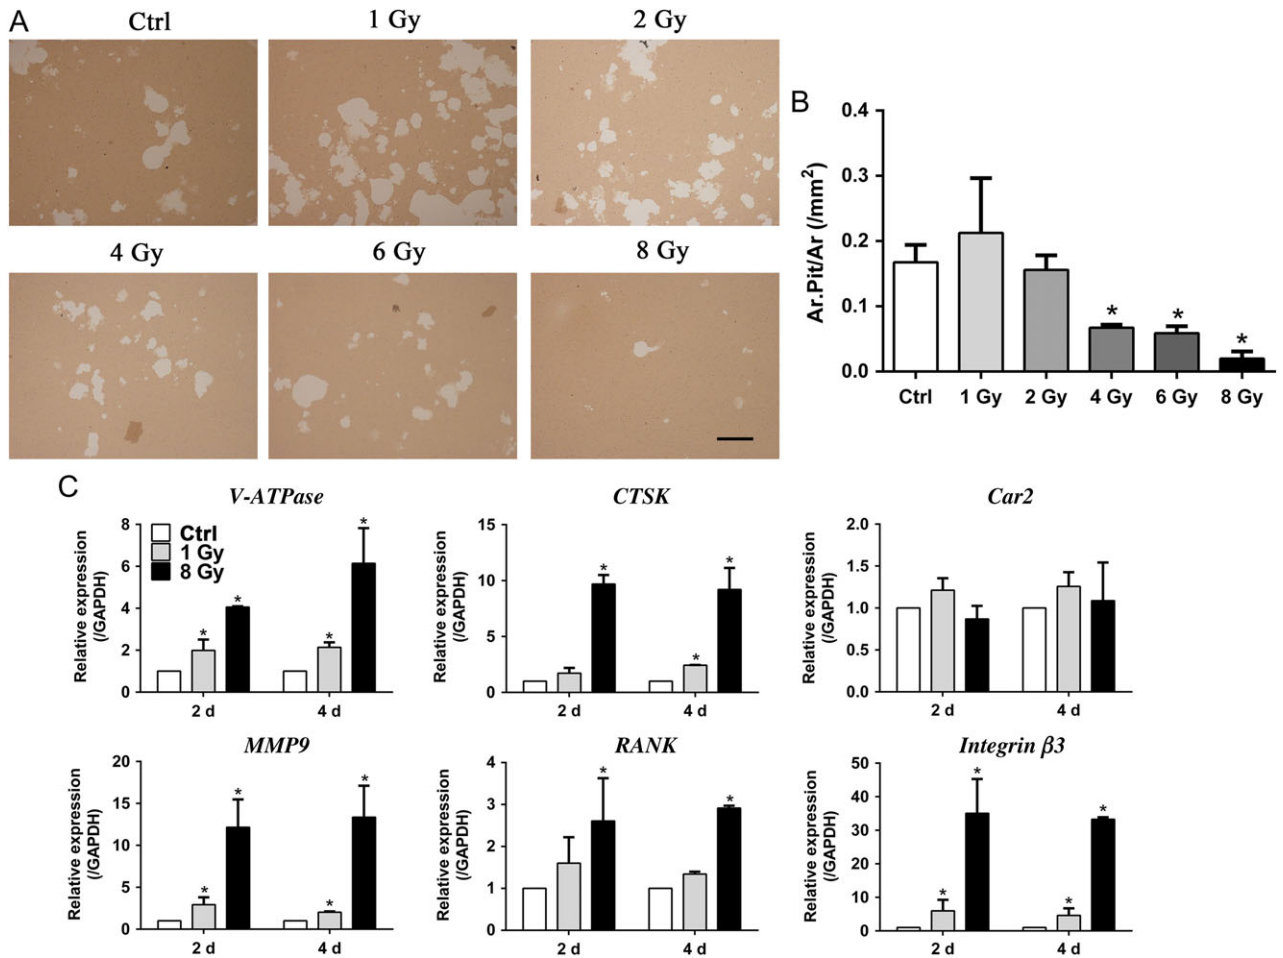 A
Ctrl
1 Gy
2 Gy
4 Gy
6 Gy
8 Gy
B
Ar.Pit/Ar (/mm²)
0.4
0.3
0.2
0.1
0.0
*
*
*
Ctrl
1 Gy
2 Gy
4 Gy
6 Gy
8 Gy
C
V-ATPase
Relative expression
(/GAPDH)
8
6
4
2
0
Ctrl
1 Gy
8 Gy
*
*
*
*
2 d
4 d
CTSK
Relative expression
(/GAPDH)
15
10
5
0
*
*
*
2 d
4 d
Car2
Relative expression
(/GAPDH)
2.0
1.5
1.0
0.5
0.0
2 d
4 d
MMP9
Relative expression
(/GAPDH)
20
15
10
5
0
*
*
*
*
2 d
4 d
RANK
Relative expression
(/GAPDH)
4
3
2
1
0
*
*
2 d
4 d
Integrin β3
Relative expression
(/GAPDH)
50
40
30
20
10
0
*
*
*
*
2 d
4 d